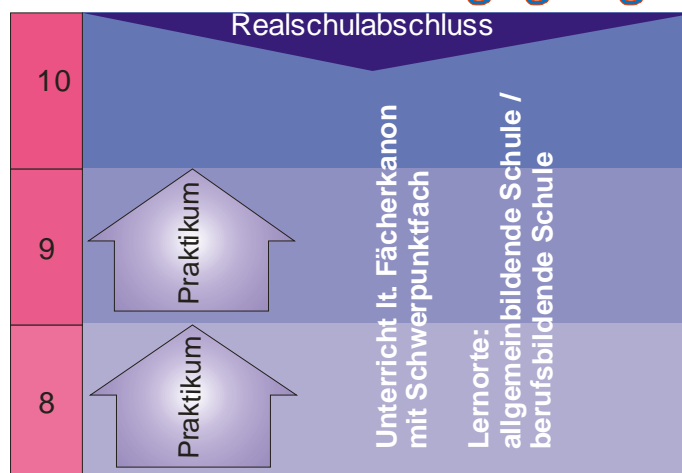 Realschulabschluss
10
9
8
Praktikum
Praktikum
Unterricht lt. Fächerkanon
mit Schwerpunktfach
Lernorte:
allgemeinbildende Schule /
berufsbildende Schule